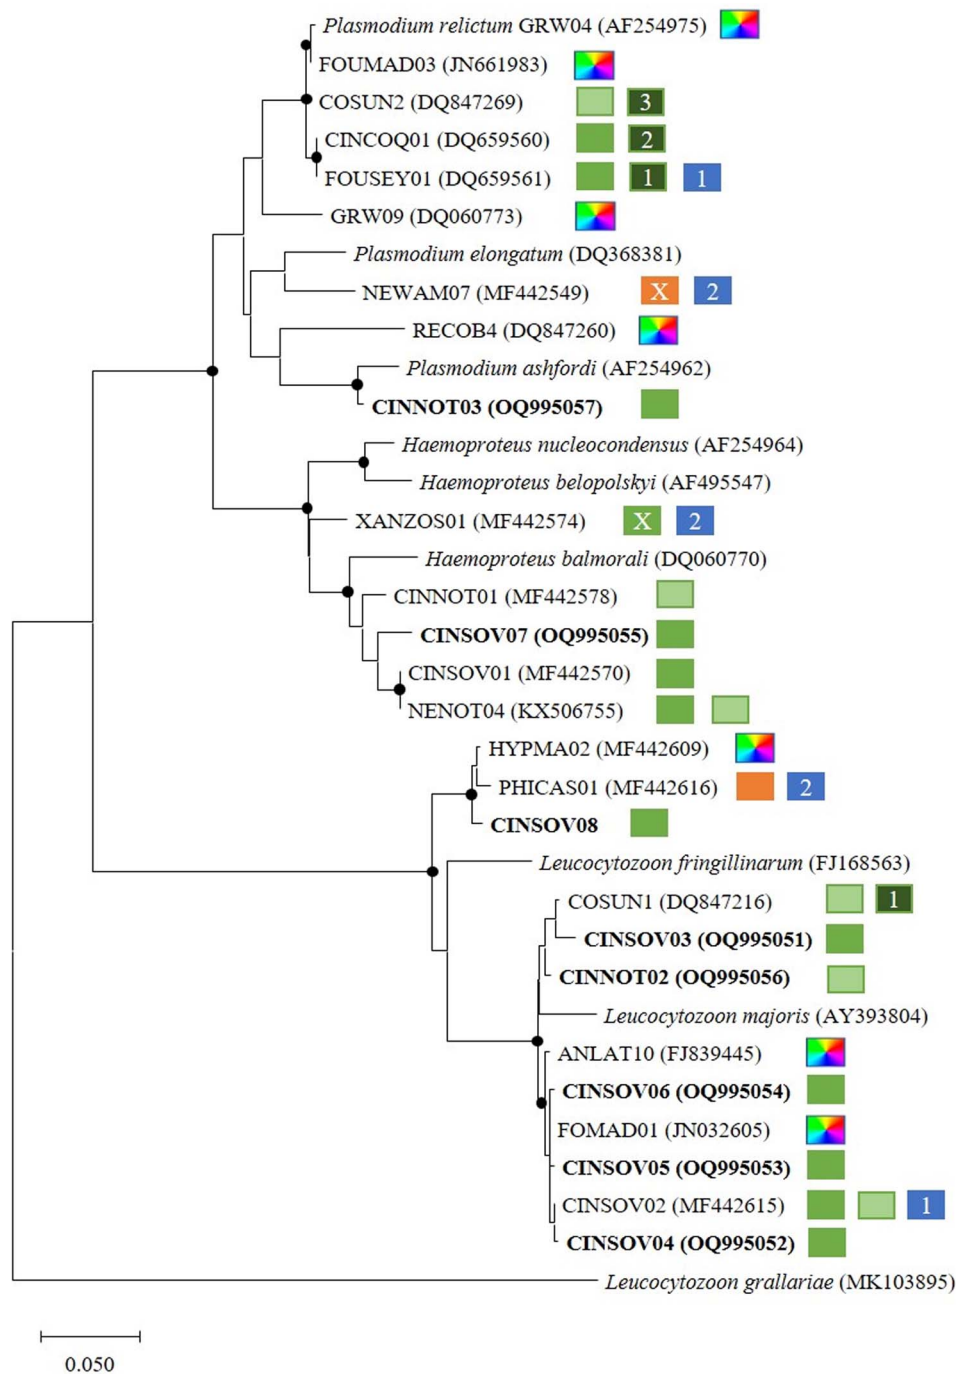 Plasmodium relictum GRW04 (AF254975)
FOUMAD03 (JN661983)
COSUN2 (DQ847269) 3
CINCOQ01 (DQ659560) 2
FOUSEY01 (DQ659561) 1 1
GRW09 (DQ060773)
Plasmodium elongatum (DQ368381)
NEWAM07 (MF442549) X 2
RECOB4 (DQ847260)
Plasmodium ashfordi (AF254962)
CINNOT03 (OQ995057)
Haemoproteus nucleocondensus (AF254964)
Haemoproteus belopolskyi (AF495547)
XANZOS01 (MF442574) X 2
Haemoproteus balmorali (DQ060770)
CINNOT01 (MF442578)
CINSOV07 (OQ995055)
CINSOV01 (MF442570)
NENOT04 (KX506755)
HYPMA02 (MF442609)
PHICAS01 (MF442616) 2
CINSOV08
Leucocytozoon fringillinarum (FJ168563)
COSUN1 (DQ847216) 1
CINSOV03 (OQ995051)
CINNOT02 (OQ995056)
Leucocytozoon majoris (AY393804)
ANLAT10 (FJ839445)
CINSOV06 (OQ995054)
FOMAD01 (JN032605)
CINSOV05 (OQ995053)
CINSOV02 (MF442615) 1
CINSOV04 (OQ995052)
Leucocytozoon grallariae (MK103895)
0.050